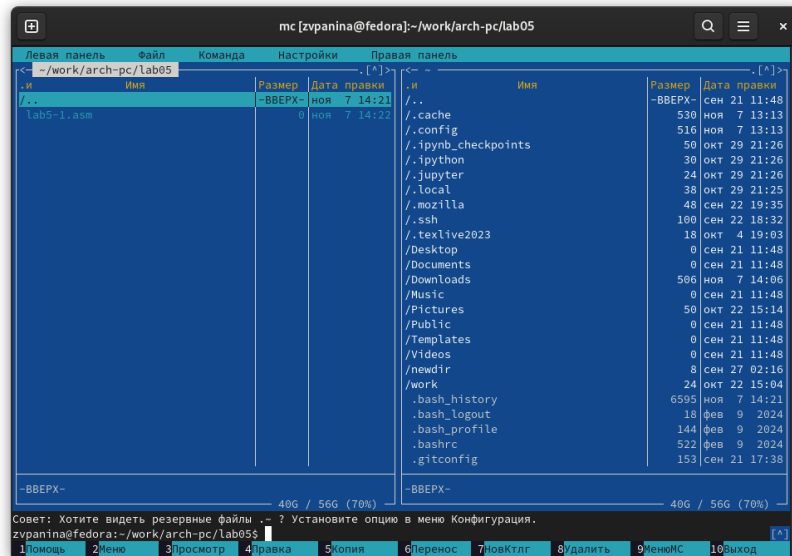 mc [zvpanina@fedora]:~/work/arch-pc/lab05
Левая панель Файл Команда Настройки Правая панель
<— ~/work/arch-pc/lab05 .[^]>
.и Имя Размер Дата правки
/.. -ВВЕРХ- ноя 7 14:21
lab5-1.asm 0 ноя 7 14:22
-ВВЕРХ-
40G / 56G (70%)
<— ~ .[^]>
.и Имя Размер Дата правки
/.. -ВВЕРХ- сен 21 11:48
/.cache 530 ноя 7 13:13
/.config 516 ноя 7 13:13
/.ipynb_checkpoints 50 окт 29 21:26
/.ipython 30 окт 29 21:26
/.jupyter 24 окт 29 21:26
/.local 38 окт 29 21:25
/.mozilla 48 сен 22 19:35
/.ssh 100 сен 22 18:32
/.texlive2023 18 окт 4 19:03
/Desktop 0 сен 21 11:48
/Documents 0 сен 21 11:48
/Downloads 506 ноя 7 14:06
/Music 0 сен 21 11:48
/Pictures 50 окт 22 15:14
/Public 0 сен 21 11:48
/Templates 0 сен 21 11:48
/Videos 0 сен 21 11:48
/newdir 8 сен 27 02:16
/work 24 окт 22 15:04
.bash_history 6595 ноя 7 14:21
.bash_logout 18 фев 9 2024
.bash_profile 144 фев 9 2024
.bashrc 522 фев 9 2024
.gitconfig 153 сен 21 17:38
-ВВЕРХ-
40G / 56G (70%)
Совет: Хотите видеть резервные файлы .~ ? Установите опцию в меню Конфигурация.
zvpanina@fedora:~/work/arch-pc/lab05$ [^]
1Помощь 2Меню 3Просмотр 4Правка 5Копия 6Перенос 7НовКтлг 8Удалить 9МенюMC 10Выход